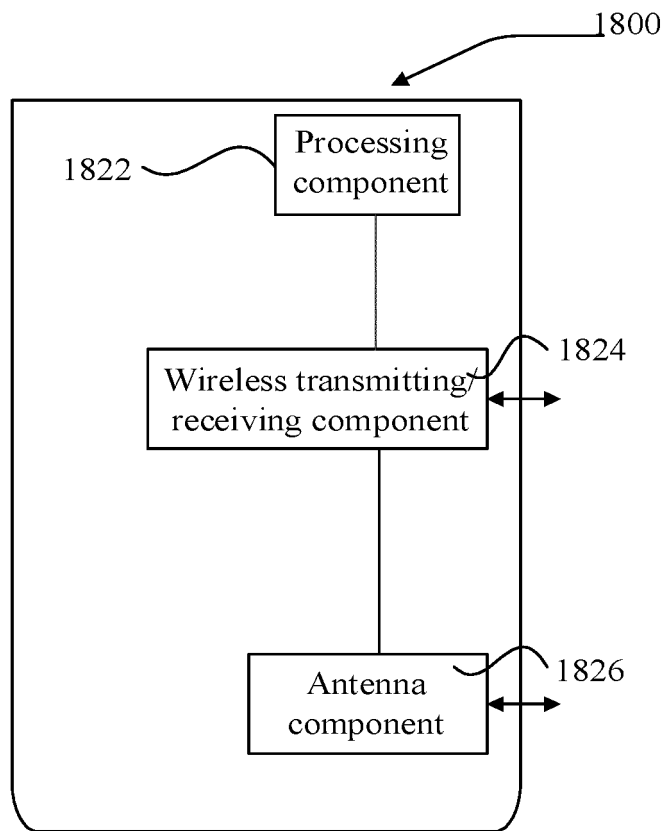 1800
Processing
component
1822
1824
Wireless transmitting/
receiving component
1826
Antenna
component